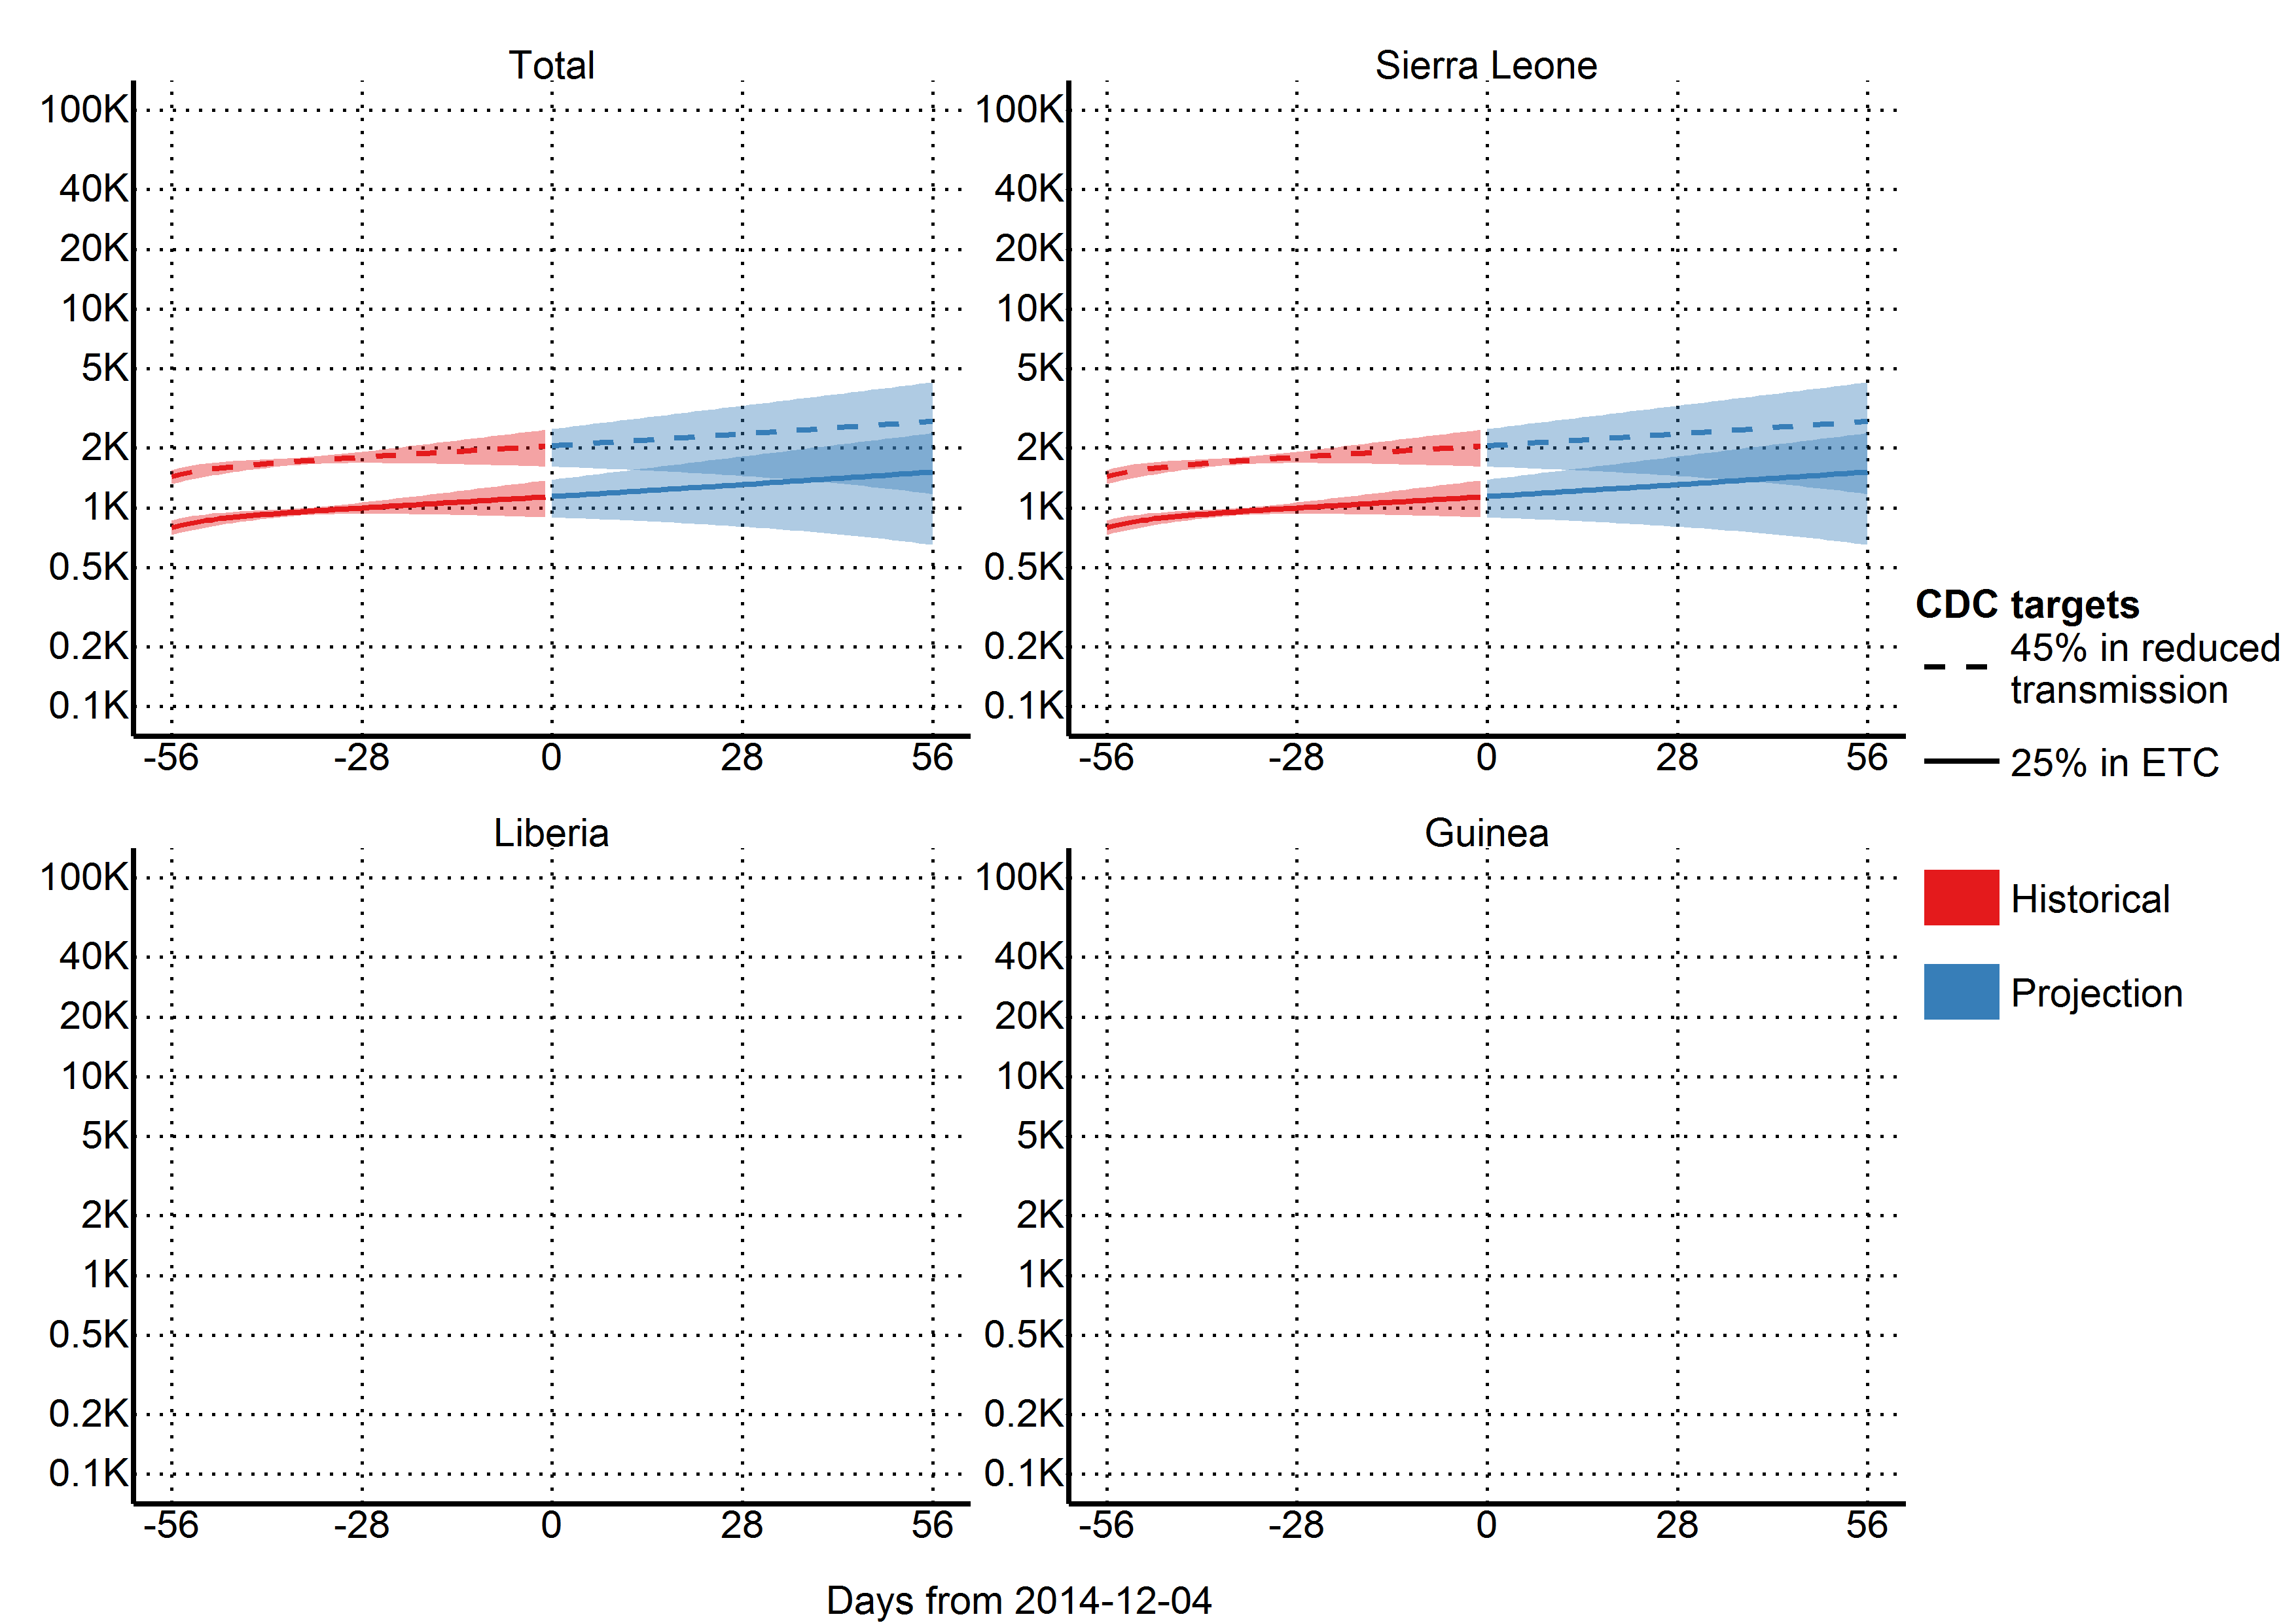 Total
100K
40K
20K
10K
5K
2K
1K
0.5K
0.2K
0.1K
-56 -28 0 28 56
Sierra Leone
100K
40K
20K
10K
5K
2K
1K
0.5K
0.2K
0.1K
-56 -28 0 28 56
Liberia
100K
40K
20K
10K
5K
2K
1K
0.5K
0.2K
0.1K
-56 -28 0 28 56
Guinea
100K
40K
20K
10K
5K
2K
1K
0.5K
0.2K
0.1K
-56 -28 0 28 56
Days from 2014-12-04
CDC targets
45% in reduced
transmission
25% in ETC
Historical
Projection